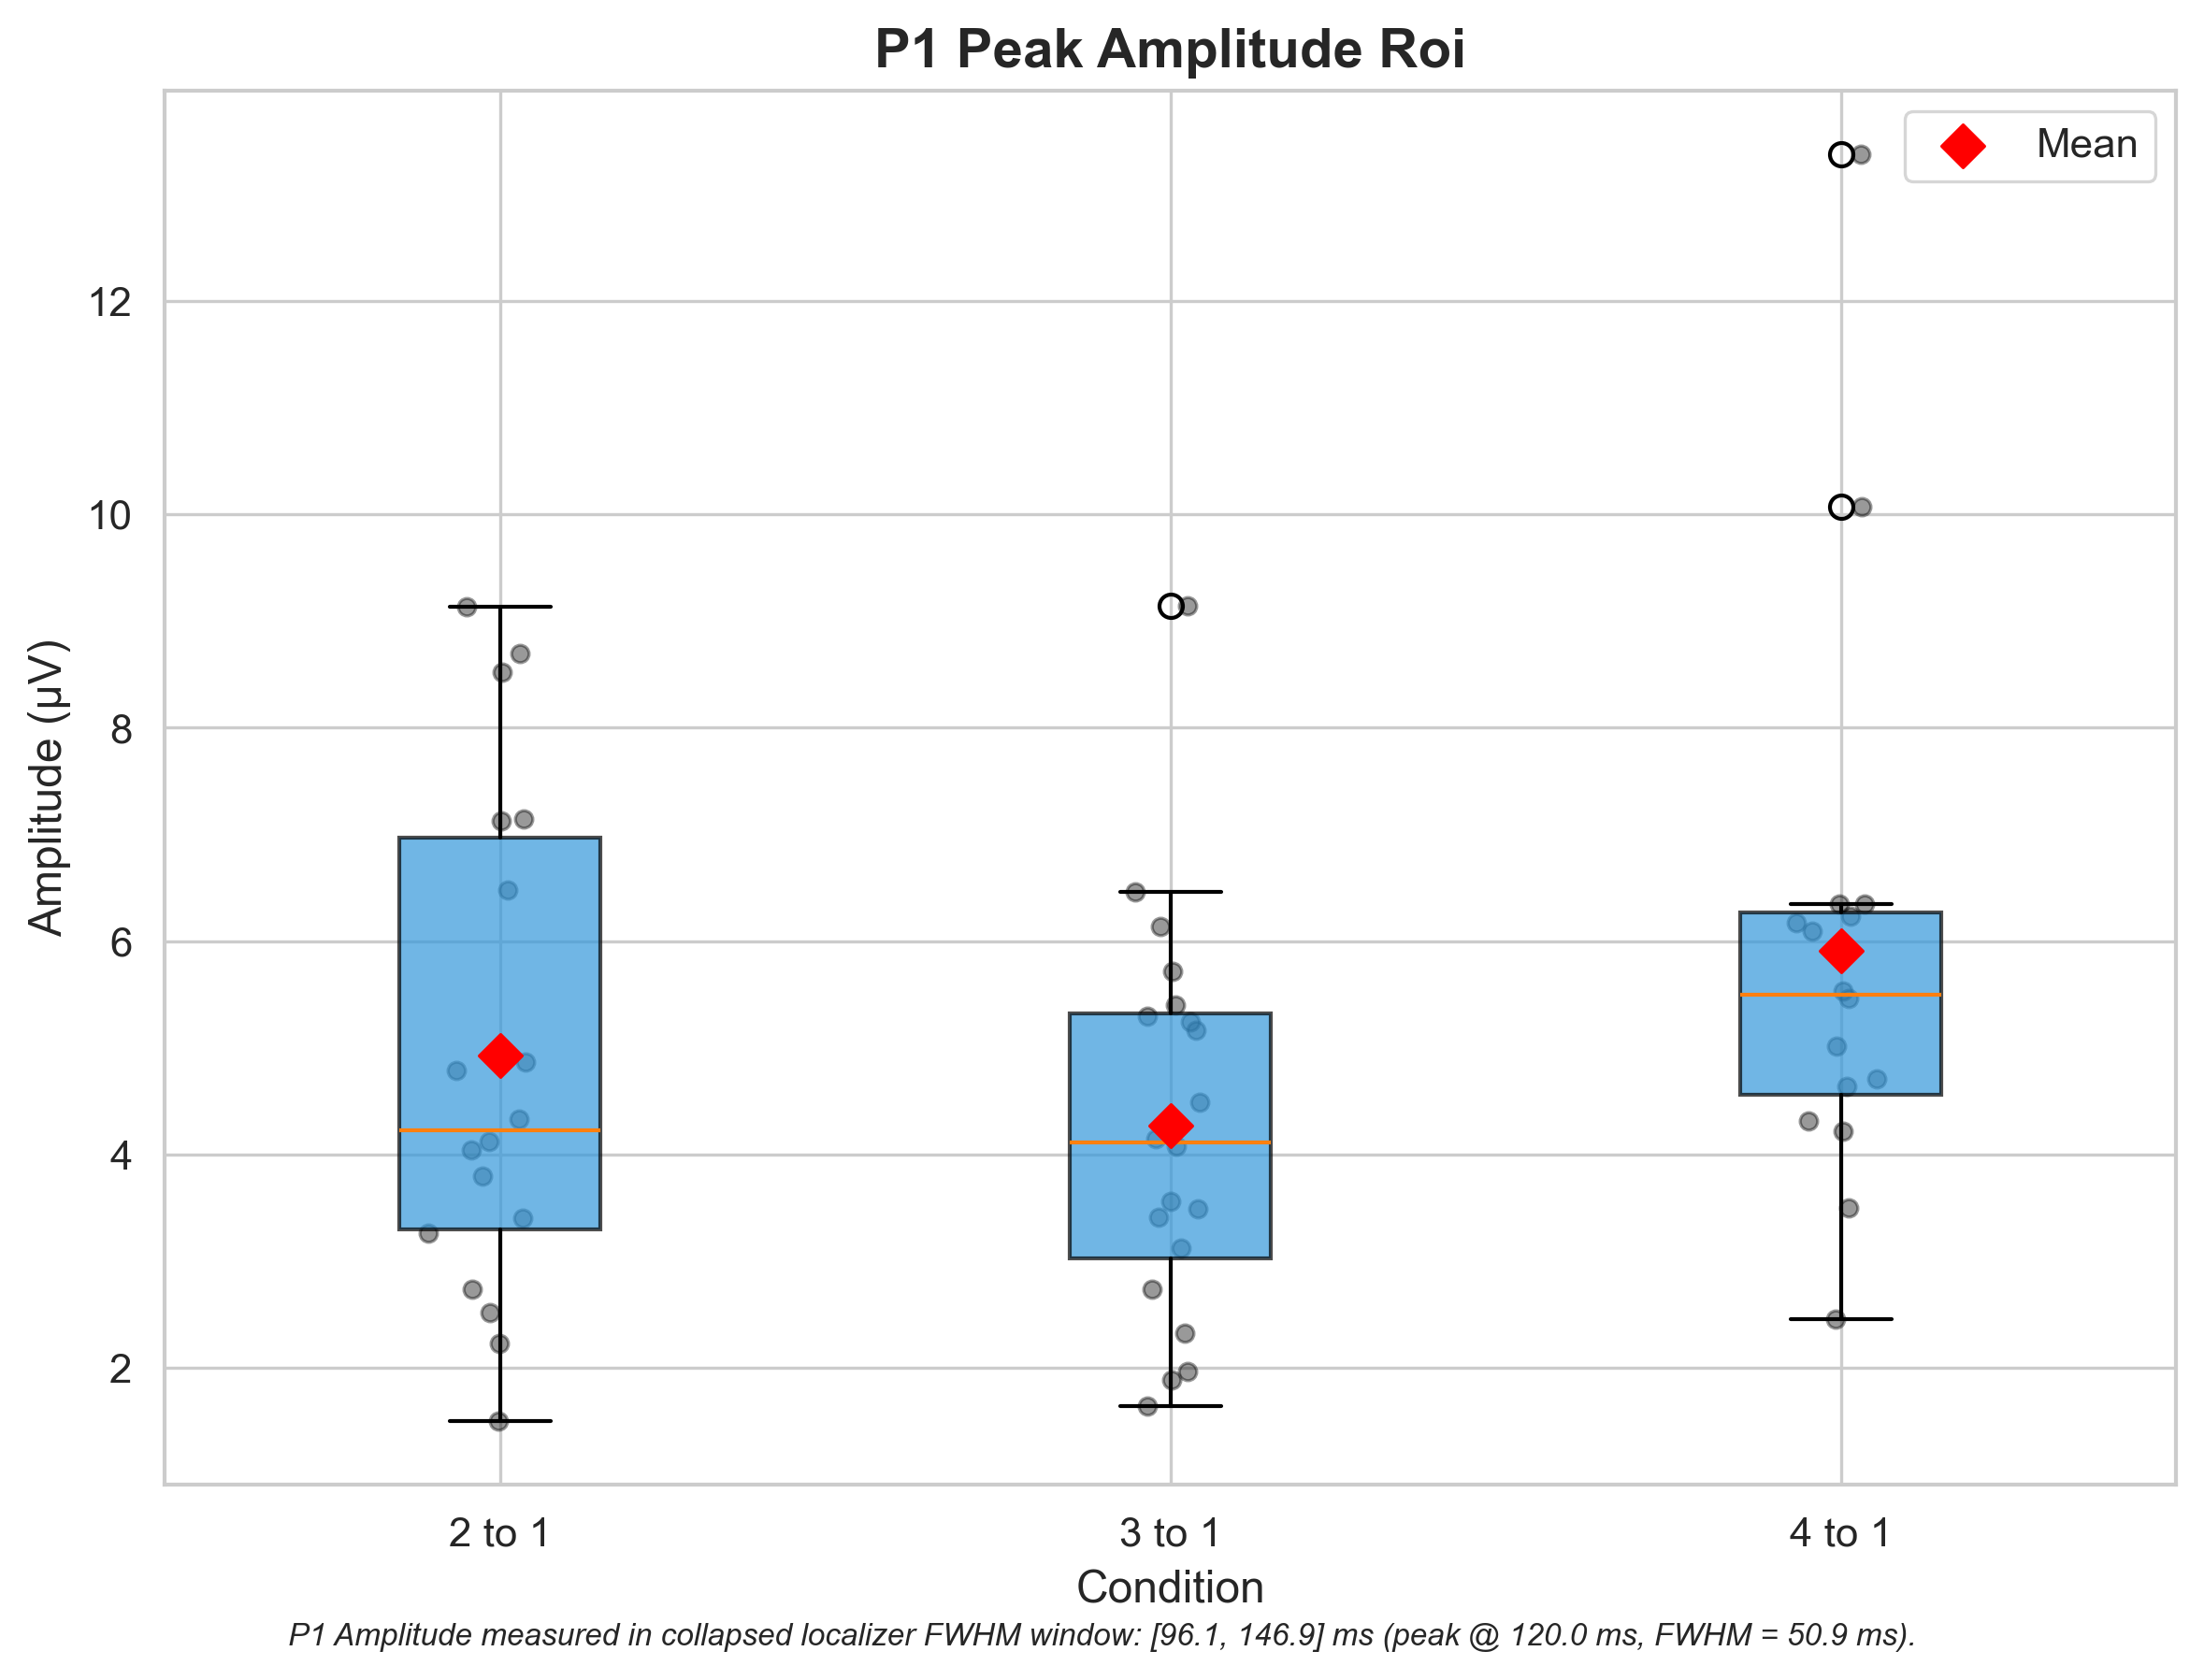 P1 Peak Amplitude Roi
Mean
Amplitude (µV)
12
10
8
6
4
2
2 to 1
3 to 1
4 to 1
Condition
P1 Amplitude measured in collapsed localizer FWHM window: [96.1, 146.9] ms (peak @ 120.0 ms, FWHM = 50.9 ms).